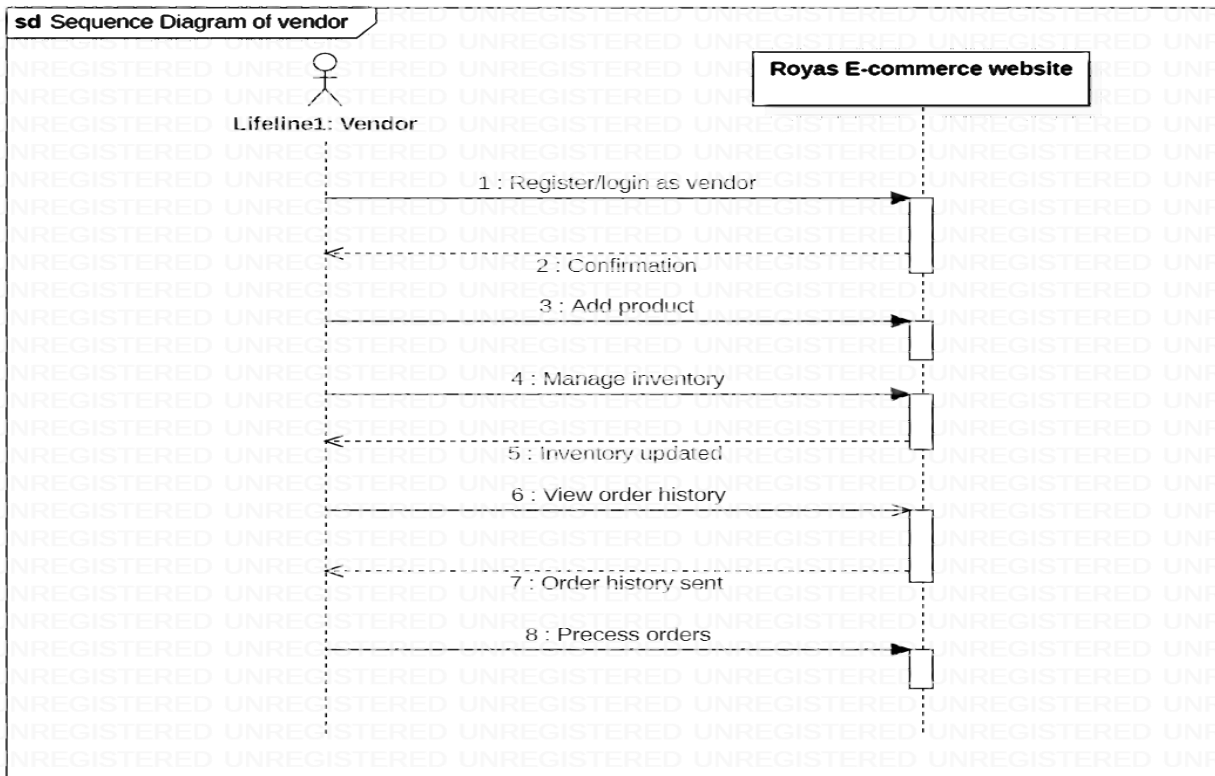 sd Sequence Diagram of vendor
Royas E-commerce website
Lifeline1: Vendor
1 : Register/login as vendor
2 : Confirmation
3 : Add product
4 : Manage inventory
5 : Inventory updated
6 : View order history
7 : Order history sent
8 : Precess orders